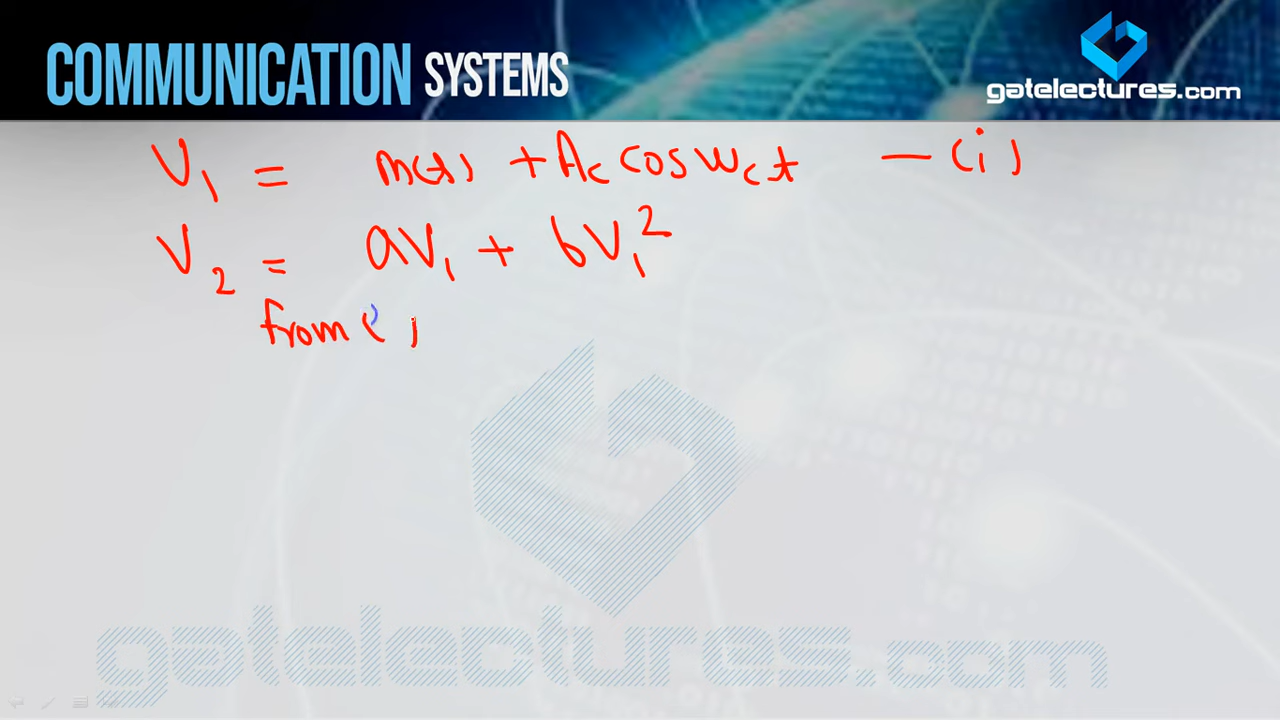 COMMUNICATION SYSTEMS
gatelectures.com
V₁ = m(t) + Ac cos wct — (i)
V₂ = aV₁ + bV₁²
from ( )
gatelectures.com